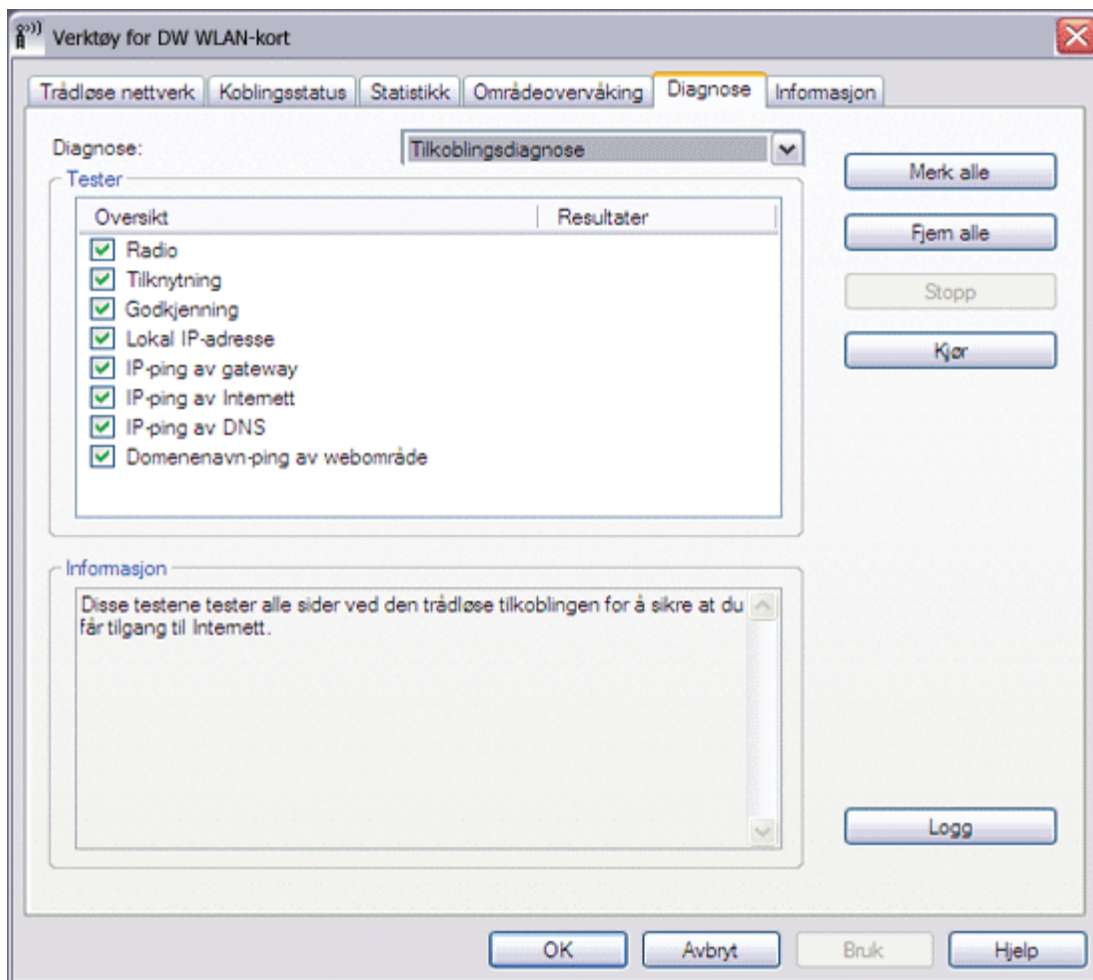 Verktøy for DW WLAN-kort
Trådløse nettverk Koblingsstatus Statistikk Områdeovervåking Diagnose Informasjon
Diagnose: Tilkoblingsdiagnose
Tester
Oversikt Resultater
Radio
Tilknytning
Godkjenning
Lokal IP-adresse
IP-ping av gateway
IP-ping av Internett
IP-ping av DNS
Domenenavn-ping av webområde
Merk alle
Fjern alle
Stopp
Kjør
Informasjon
Disse testene tester alle sider ved den trådløse tilkoblingen for å sikre at du
får tilgang til Internett.
Logg
OK Avbryt Bruk Hjelp